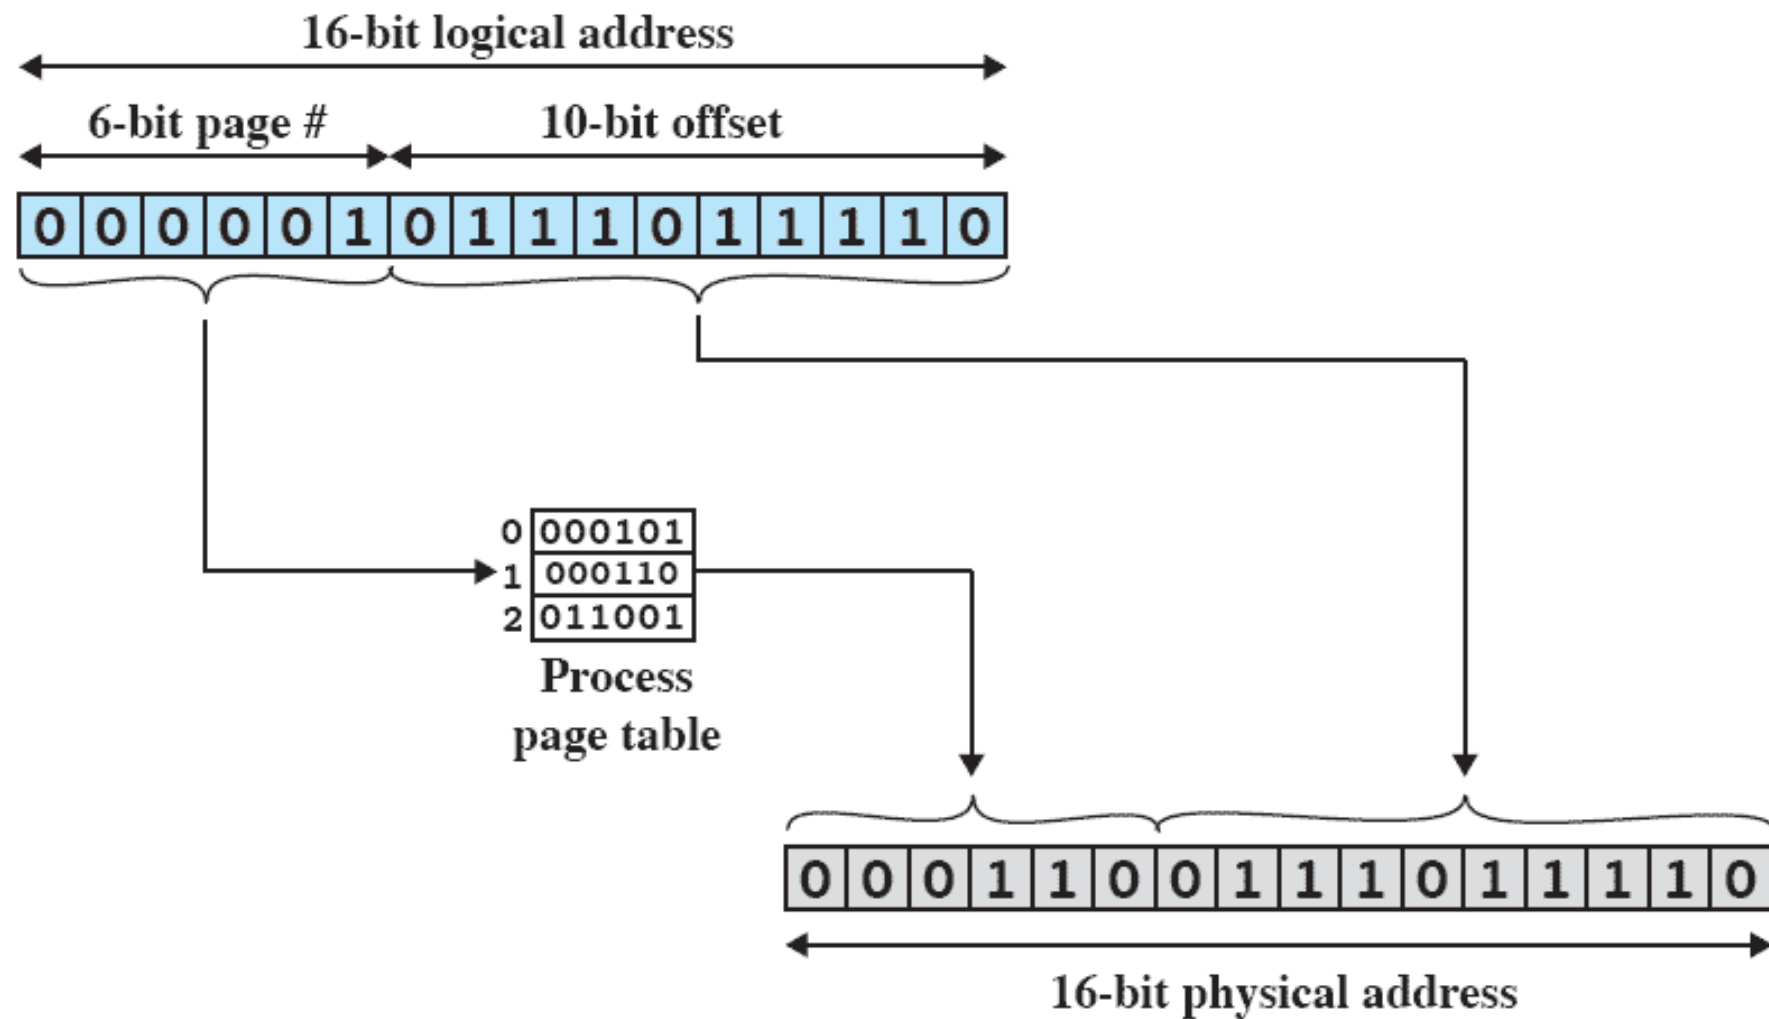 16-bit logical address
6-bit page # 10-bit offset
0 0 0 0 0 1 0 1 1 1 0 1 1 1 1 0
0 000101
1 000110
2 011001
Process
page table
0 0 0 1 1 0 0 1 1 1 0 1 1 1 1 0
16-bit physical address